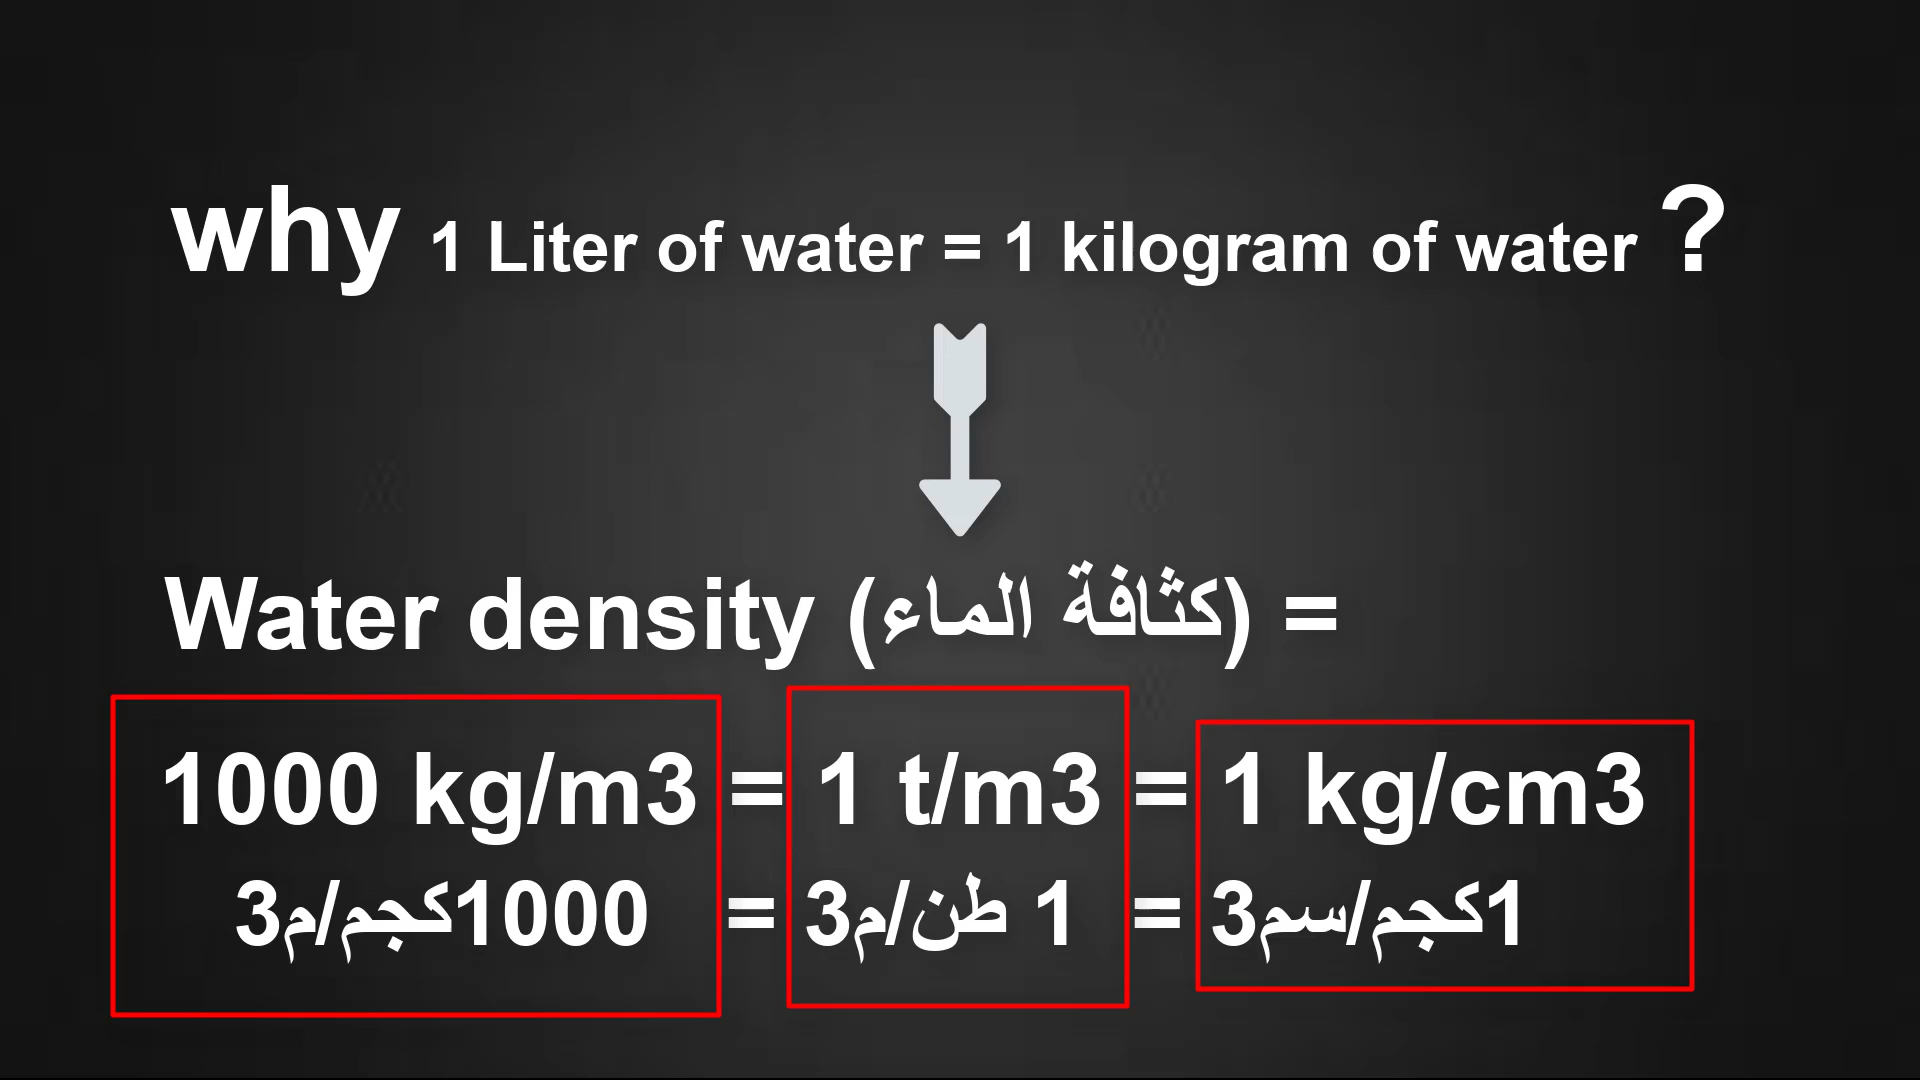 why 1 Liter of water = 1 kilogram of water ?
Water density (كثافة الماء) =
1000 kg/m3 = 1 t/m3 = 1 kg/cm3
1000كجم/م3 = 1 طن/م3 = 1كجم/سم3